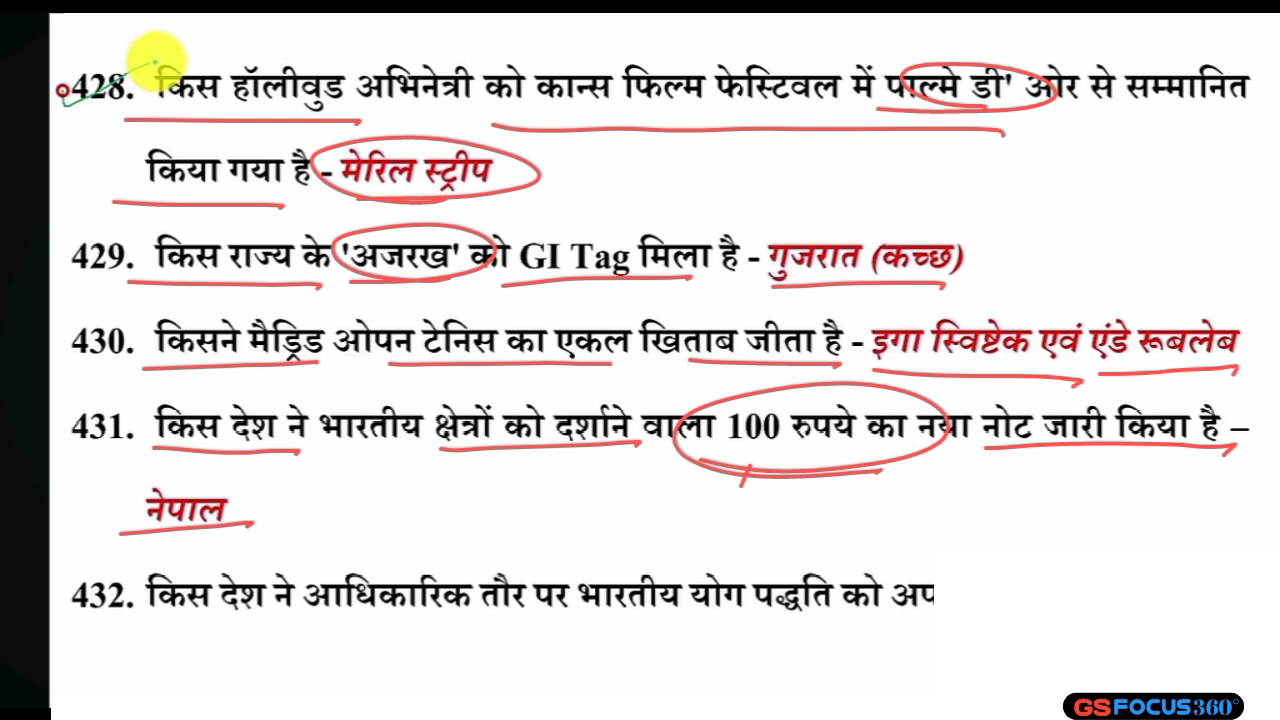 428. किस हॉलीवुड अभिनेत्री को कान्स फिल्म फेस्टिवल में पाल्मे डी' ओर से सम्मानित
किया गया है - मेरिल स्ट्रीप
429. किस राज्य के 'अजरख' को GI Tag मिला है - गुजरात (कच्छ)
430. किसने मैड्रिड ओपन टेनिस का एकल खिताब जीता है - इगा स्विष्टेक एवं एंडे रूबलेब
431. किस देश ने भारतीय क्षेत्रों को दर्शाने वाला 100 रुपये का नया नोट जारी किया है –
नेपाल
432. किस देश ने आधिकारिक तौर पर भारतीय योग पद्धति को अप
GSFOCUS360°